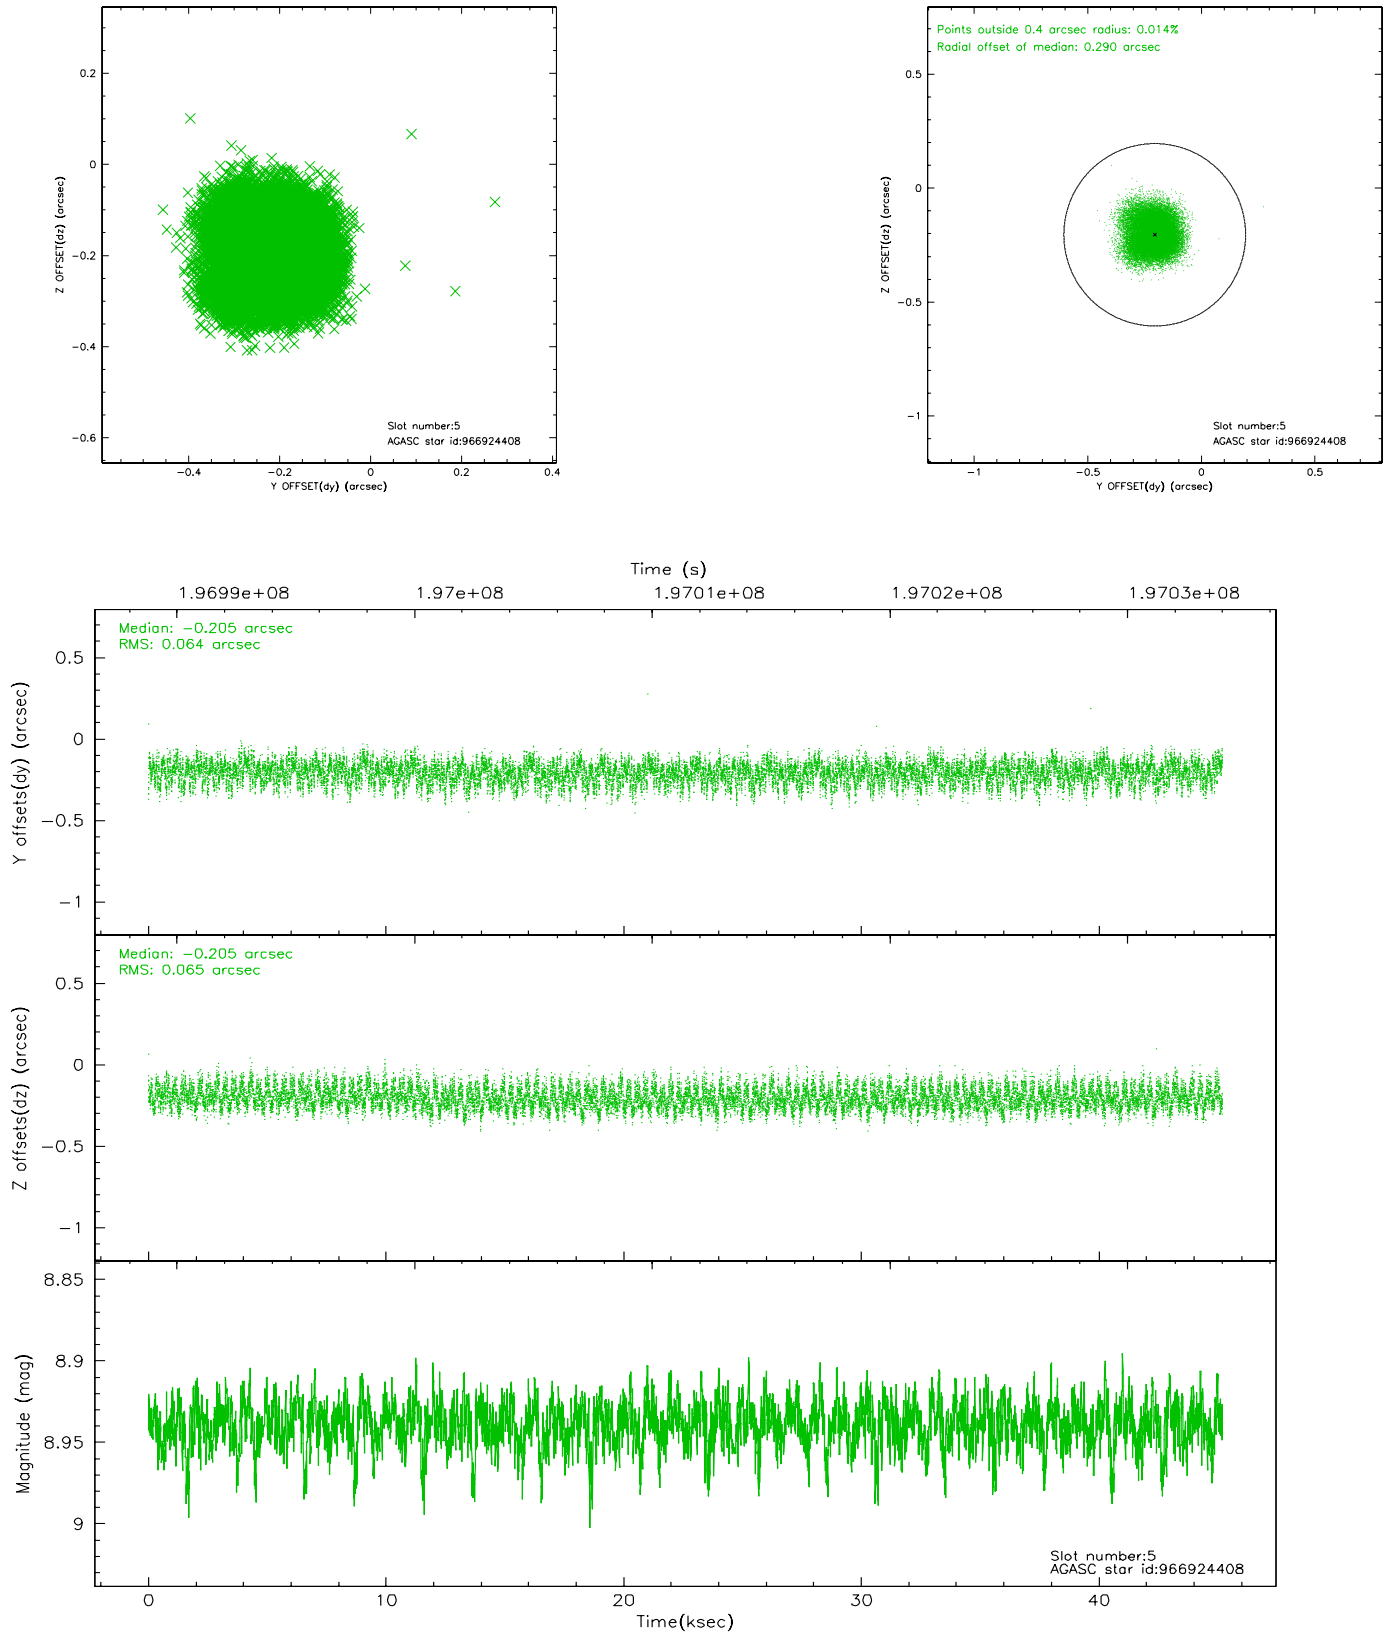 0.2
0
−0.2
−0.4
−0.6
Z OFFSET(dz) (arcsec)
Slot number:5
AGASC star id:966924408
−0.4 −0.2 0 0.2 0.4
Y OFFSET(dy) (arcsec)
Points outside 0.4 arcsec radius: 0.014%
Radial offset of median: 0.290 arcsec
0.5
0
−0.5
−1
Z OFFSET(dz) (arcsec)
Slot number:5
AGASC star id:966924408
−1 −0.5 0 0.5
Y OFFSET(dy) (arcsec)
Time (s)
1.9699e+08 1.97e+08 1.9701e+08 1.9702e+08 1.9703e+08
Median: −0.205 arcsec
RMS: 0.064 arcsec
0.5
0
−0.5
−1
Y offsets(dy) (arcsec)
Median: −0.205 arcsec
RMS: 0.065 arcsec
0.5
0
−0.5
−1
Z offsets(dz) (arcsec)
8.85
8.9
8.95
9
Magnitude (mag)
Slot number:5
AGASC star id:966924408
0 10 20 30 40
Time(ksec)